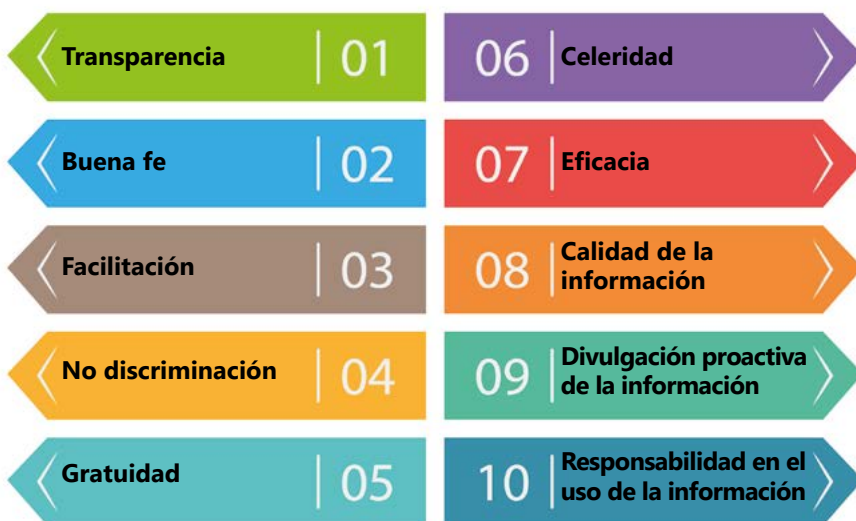 Transparencia 01
Buena fe 02
Facilitación 03
No discriminación 04
Gratuidad 05
06 Celeridad
07 Eficacia
08 Calidad de la
información
09 Divulgación proactiva
de la información
10 Responsabilidad en el
uso de la información